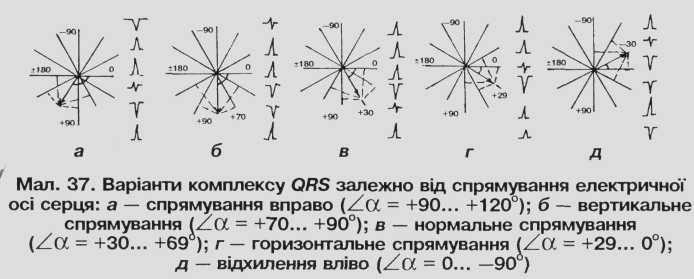 −90 −90 −90 −90 −90
−30
±180 0 ±180 0 ±180 0 ±180 0
+90 +90 +70 +90 +30 +90 +29 +90
а б в г д
Мал. 37. Варіанти комплексу QRS залежно від спрямування електричної
осі серця: а — спрямування вправо (∠α = +90... +120°); б — вертикальне
спрямування (∠α = +70... +90°); в — нормальне спрямування
(∠α = +30... +69°); г — горизонтальне спрямування (∠α = +29... 0°);
д — відхилення вліво (∠α = 0... −90°)